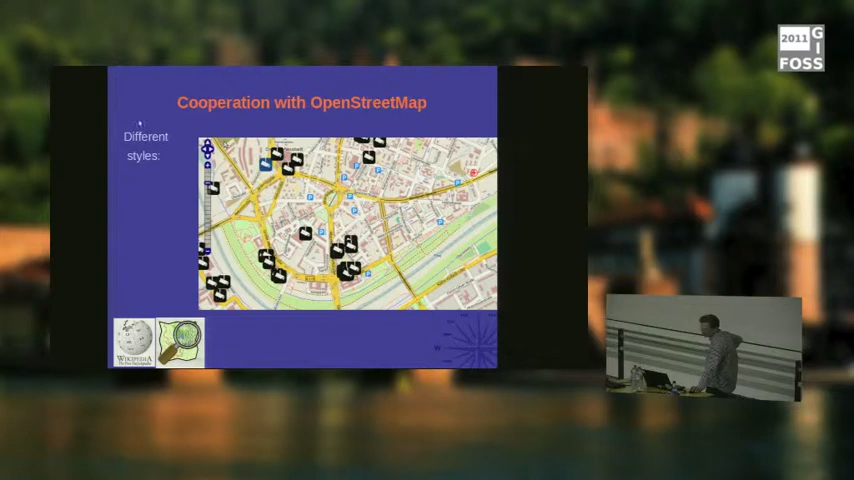 2011 G
I
FOSS
Cooperation with OpenStreetMap
Different
styles:
WIKIPEDIA